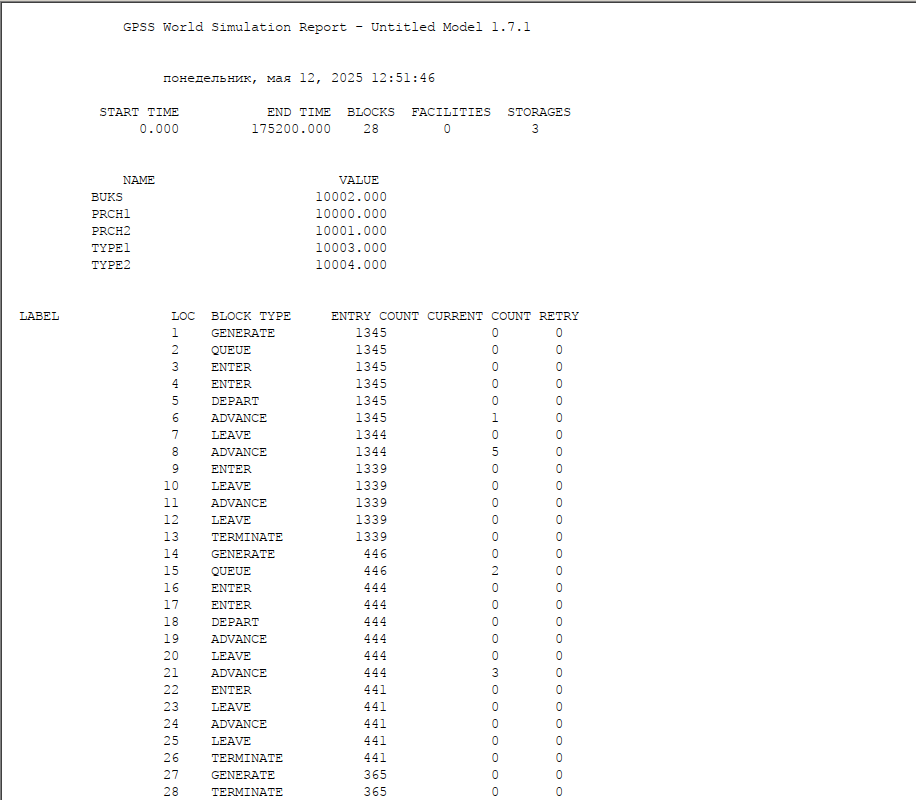 GPSS World Simulation Report - Untitled Model 1.7.1
понедельник, мая 12, 2025 12:51:46
START TIME END TIME BLOCKS FACILITIES STORAGES
0.000 175200.000 28 0 3
NAME VALUE
BUKS 10002.000
PRCH1 10000.000
PRCH2 10001.000
TYPE1 10003.000
TYPE2 10004.000
LABEL LOC BLOCK TYPE ENTRY COUNT CURRENT COUNT RETRY
1 GENERATE 1345 0 0
2 QUEUE 1345 0 0
3 ENTER 1345 0 0
4 ENTER 1345 0 0
5 DEPART 1345 0 0
6 ADVANCE 1345 1 0
7 LEAVE 1344 0 0
8 ADVANCE 1344 5 0
9 ENTER 1339 0 0
10 LEAVE 1339 0 0
11 ADVANCE 1339 0 0
12 LEAVE 1339 0 0
13 TERMINATE 1339 0 0
14 GENERATE 446 0 0
15 QUEUE 446 2 0
16 ENTER 444 0 0
17 ENTER 444 0 0
18 DEPART 444 0 0
19 ADVANCE 444 0 0
20 LEAVE 444 0 0
21 ADVANCE 444 3 0
22 ENTER 441 0 0
23 LEAVE 441 0 0
24 ADVANCE 441 0 0
25 LEAVE 441 0 0
26 TERMINATE 441 0 0
27 GENERATE 365 0 0
28 TERMINATE 365 0 0